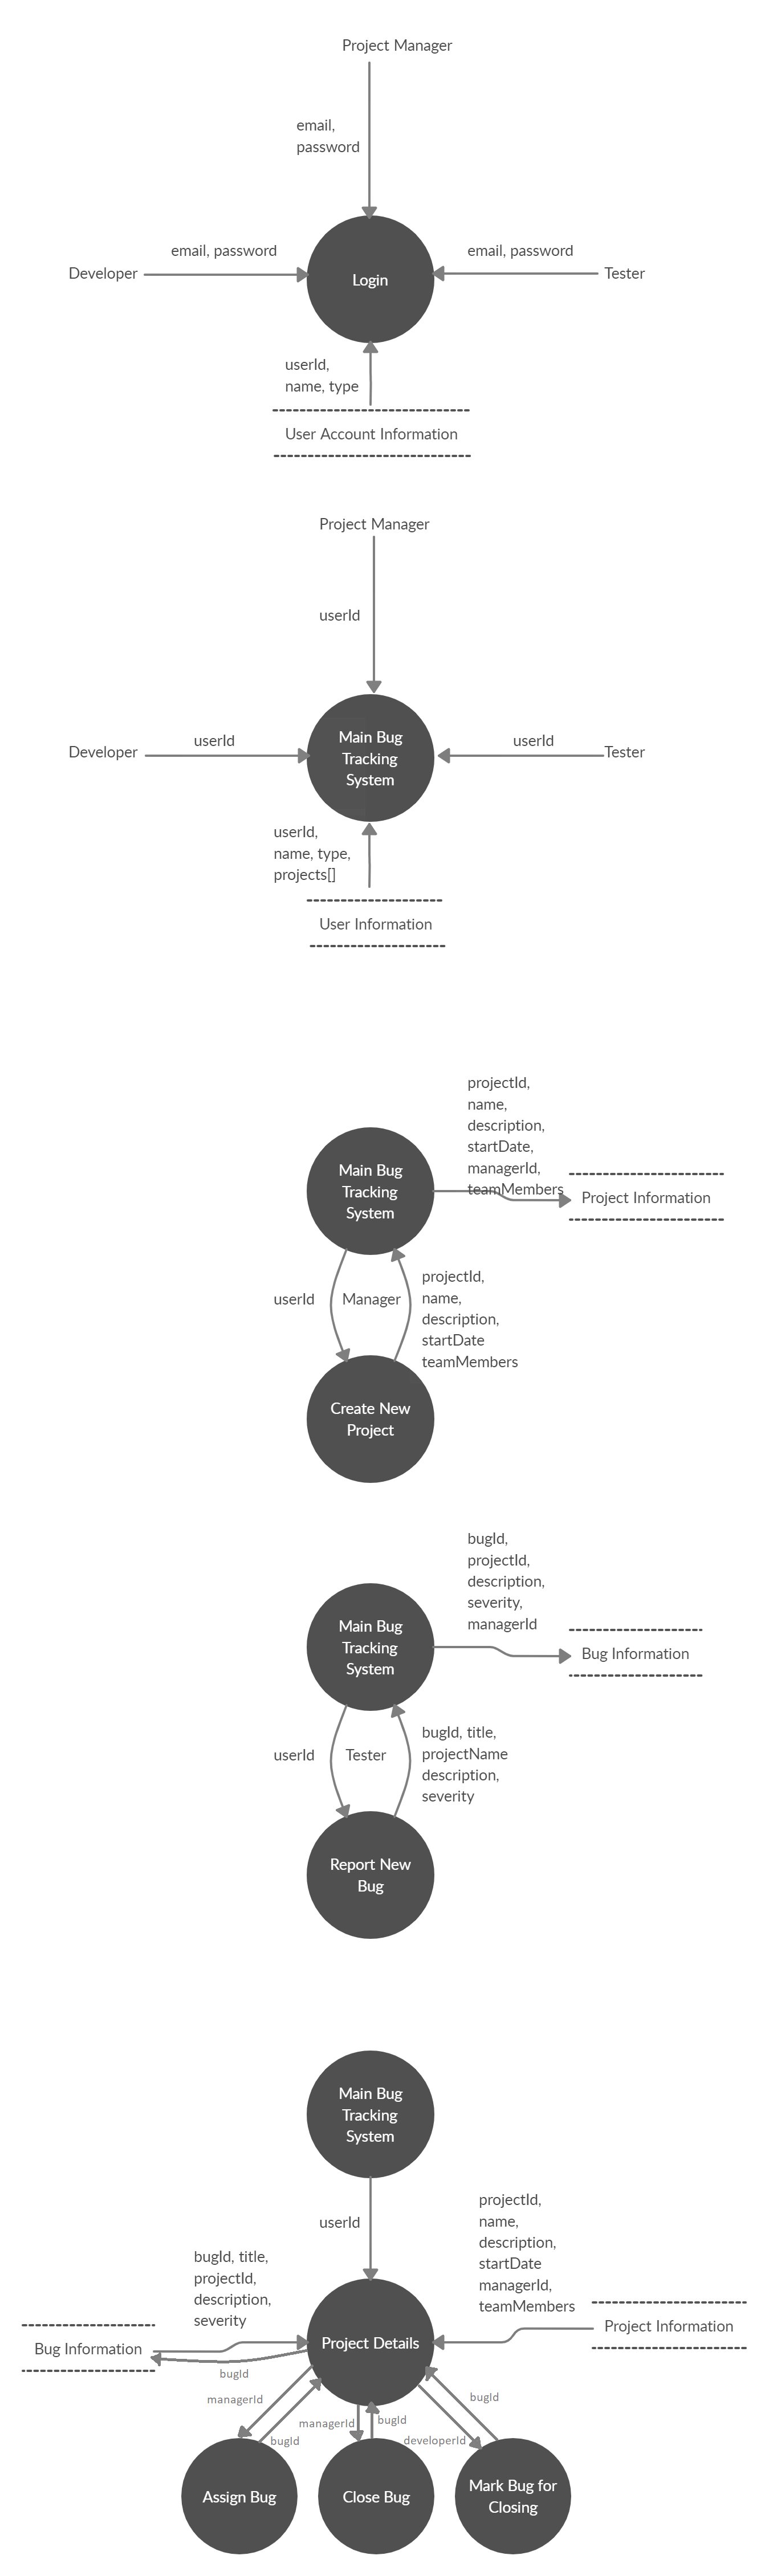 Project Manager
email,
password
email, password
email, password
Developer
Login
Tester
userId,
name, type
User Account Information
Project Manager
userId
userId
userId
Developer
Main Bug
Tracking
System
Tester
userId,
name, type,
projects[]
User Information
projectId,
name,
description,
startDate,
managerId,
teamMembers
Main Bug
Tracking
System
Project Information
userId
Manager
projectId,
name,
description,
startDate
teamMembers
Create New
Project
bugId,
projectId,
description,
severity,
managerId
Main Bug
Tracking
System
Bug Information
userId
Tester
bugId, title,
projectName
description,
severity
Report New
Bug
Main Bug
Tracking
System
userId
projectId,
name,
description,
startDate
managerId,
teamMembers
bugId, title,
projectId,
description,
severity
Bug Information
Project Details
Project Information
bugId
managerId
bugId
managerId
bugId
developerId
bugId
Assign Bug
Close Bug
Mark Bug for
Closing